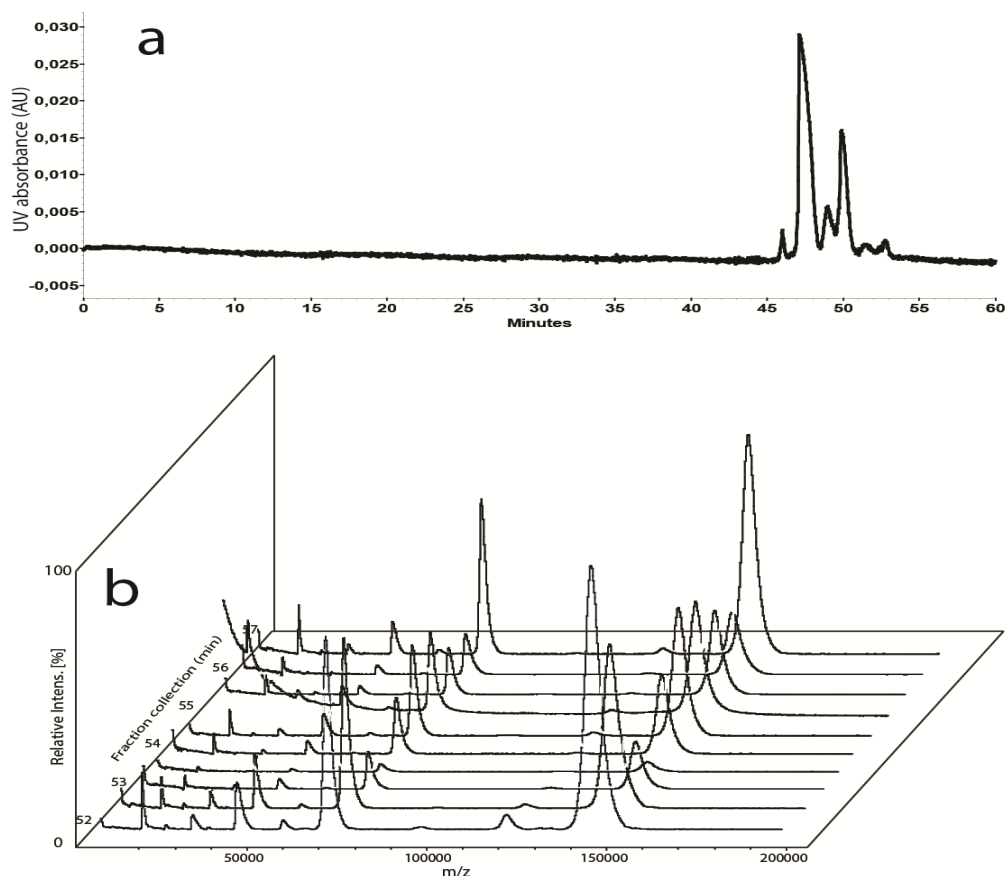 a
UV absorbance (AU)
0,030
0,025
0,020
0,015
0,010
0,005
0,000
-0,005
0 5 10 15 20 25 30 35 40 45 50 55 60
Minutes
b
Relative Intens. [%]
100
0
Fraction collection (min)
57
56
55
54
53
52
50000 100000 150000 200000
m/z